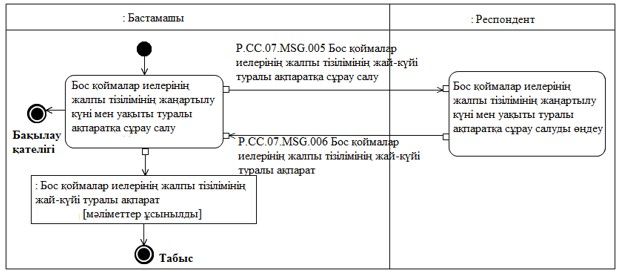 : Бастамашы
: Респондент
P.CC.07.MSG.005 Бос қоймалар
иелерінің жалпы тізілімінің жай-күйі
туралы ақпаратқа сұрау салу
Бос қоймалар иелерінің
жалпы тізілімінің жаңартылу
күні мен уақыты туралы
ақпаратқа сұрау салу
Бос қоймалар иелерінің
жалпы тізілімінің жаңартылу
күні мен уақыты туралы
ақпаратқа сұрау салуды өңдеу
Бақылау
қателігі
P.CC.07.MSG.006 Бос қоймалар
иелерінің жалпы тізілімінің жай-күйі
туралы ақпарат
: Бос қоймалар иелерінің жалпы тізілімінің
жай-күйі туралы ақпарат
[мәліметтер ұсынылды]
Табыс